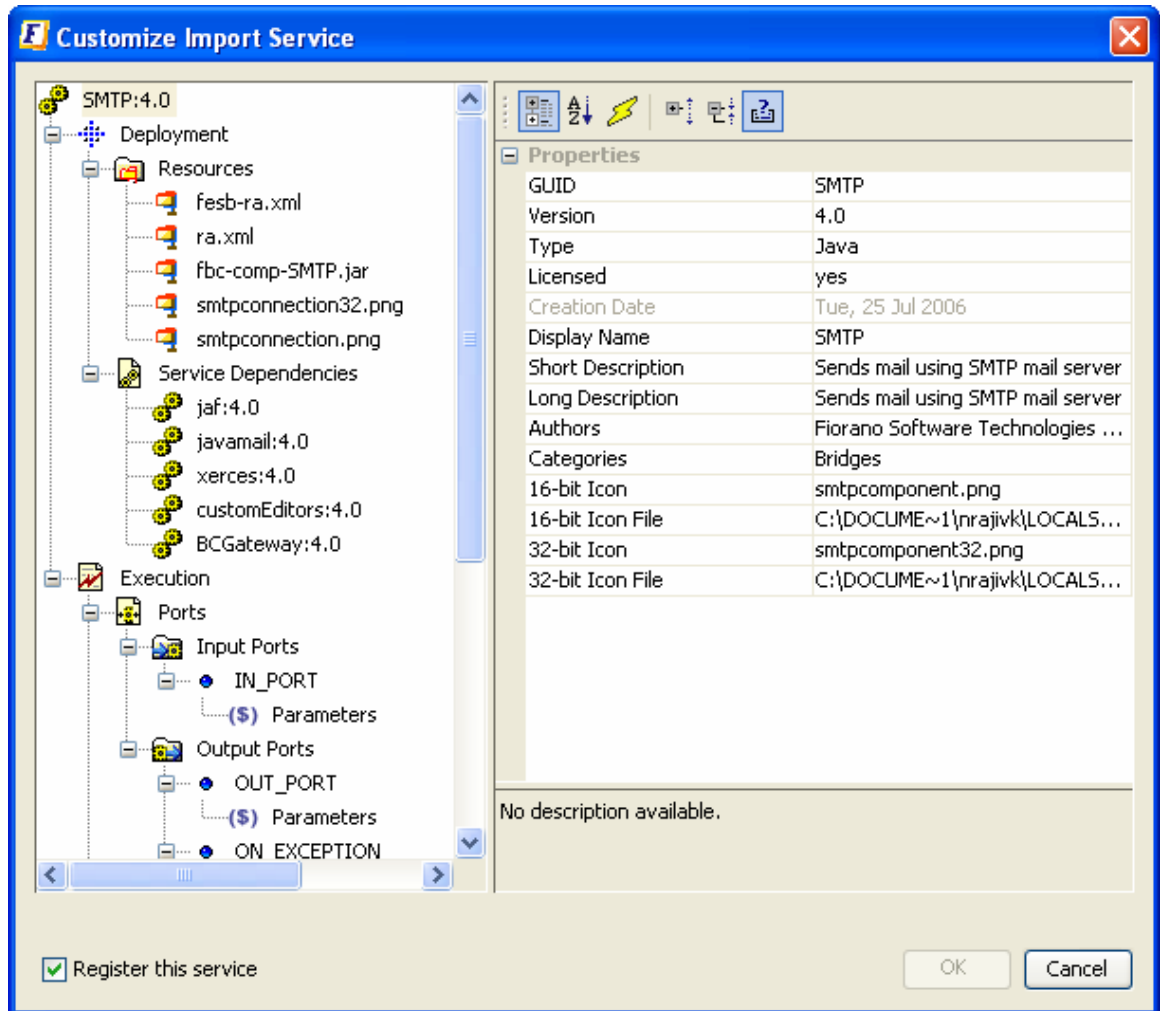 Customize Import Service
SMTP:4.0
Deployment
Resources
fesb-ra.xml
ra.xml
fbc-comp-SMTP.jar
smtpconnection32.png
smtpconnection.png
Service Dependencies
jaf:4.0
javamail:4.0
xerces:4.0
customEditors:4.0
BCGateway:4.0
Execution
Ports
Input Ports
IN_PORT
($) Parameters
Output Ports
OUT_PORT
($) Parameters
ON_EXCEPTION
Properties
GUID SMTP
Version 4.0
Type Java
Licensed yes
Creation Date Tue, 25 Jul 2006
Display Name SMTP
Short Description Sends mail using SMTP mail server
Long Description Sends mail using SMTP mail server
Authors Fiorano Software Technologies ...
Categories Bridges
16-bit Icon smtpcomponent.png
16-bit Icon File C:\DOCUME~1\nrajivk\LOCALS...
32-bit Icon smtpcomponent32.png
32-bit Icon File C:\DOCUME~1\nrajivk\LOCALS...
No description available.
Register this service
OK
Cancel